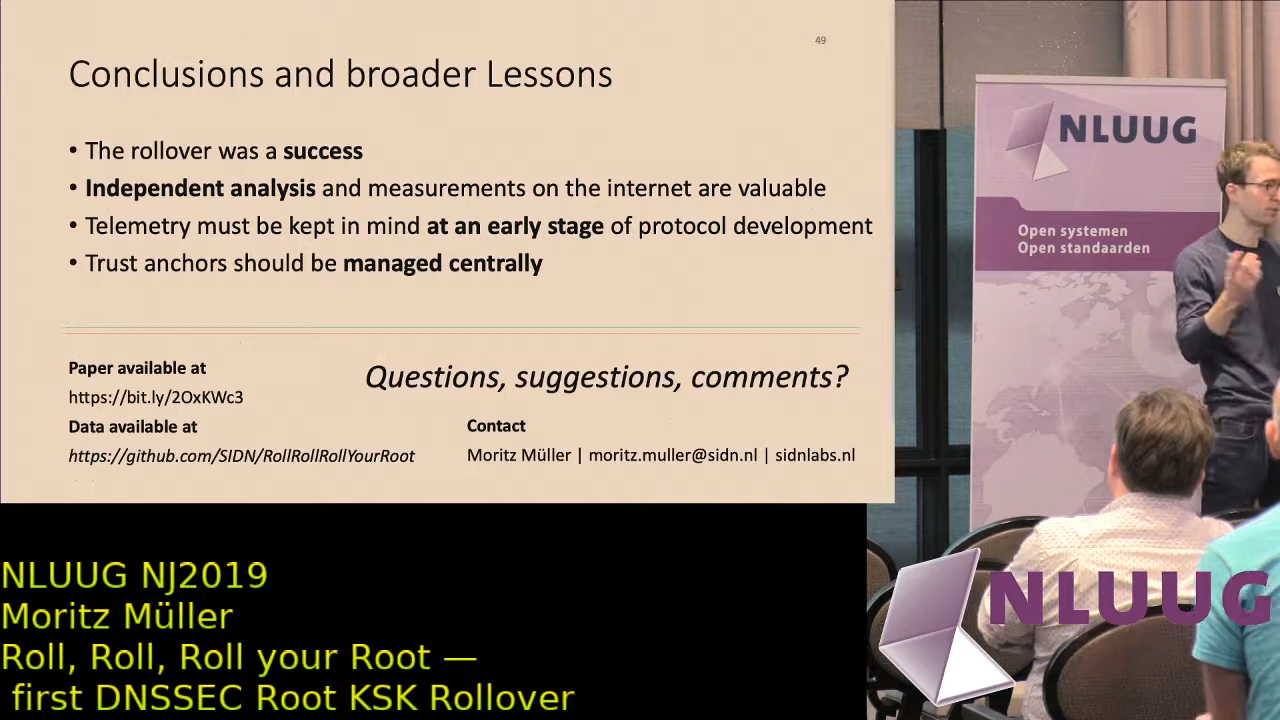 49
Conclusions and broader Lessons
• The rollover was a success
• Independent analysis and measurements on the internet are valuable
• Telemetry must be kept in mind at an early stage of protocol development
• Trust anchors should be managed centrally
Paper available at
https://bit.ly/2OxKWc3
Questions, suggestions, comments?
Data available at
https://github.com/SIDN/RollRollRollYourRoot
Contact
Moritz Müller | moritz.muller@sidn.nl | sidnlabs.nl
NLUUG
Open systemen
Open standaarden
NLUUG NJ2019
Moritz Müller
Roll, Roll, Roll your Root —
first DNSSEC Root KSK Rollover
NLUUG